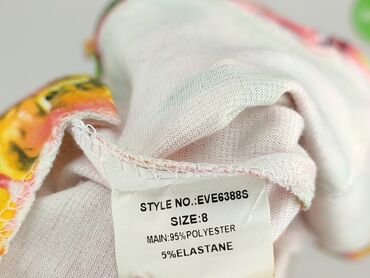 STYLE NO.:EVE6388S
SIZE:8
MAIN:95%POLYESTER
5%ELASTANE